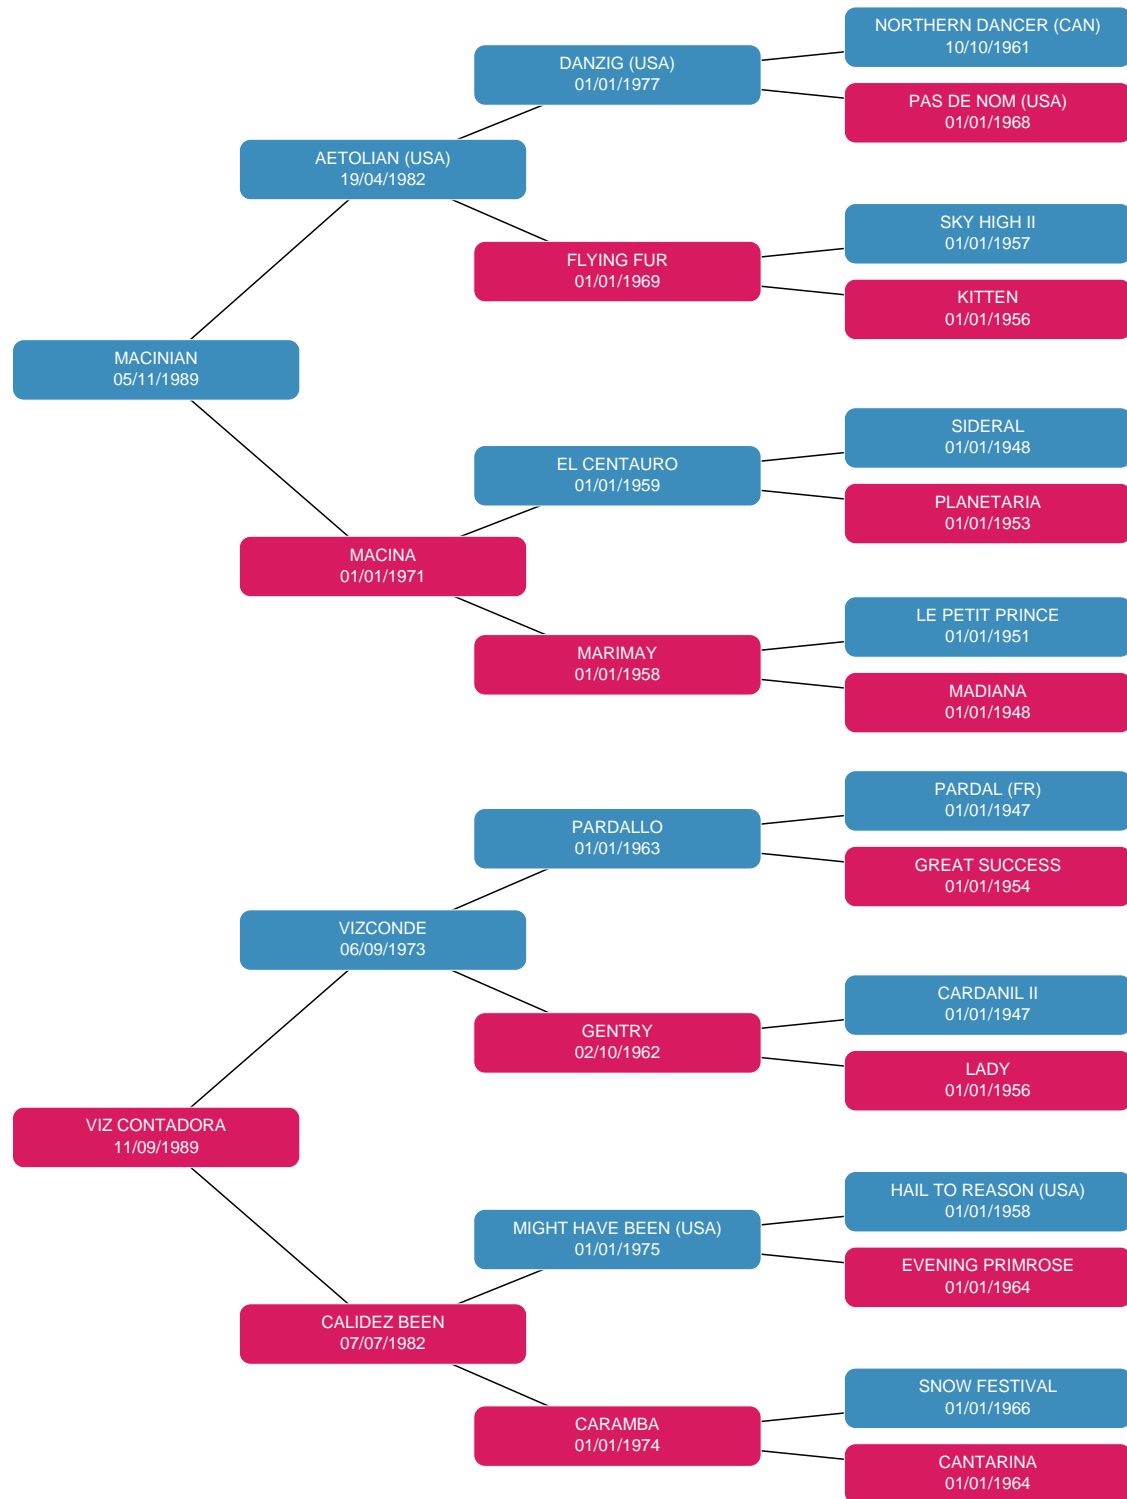 NORTHERN DANCER (CAN)
10/10/1961
DANZIG (USA)
01/01/1977
PAS DE NOM (USA)
01/01/1968
AETOLIAN (USA)
19/04/1982
SKY HIGH II
01/01/1957
FLYING FUR
01/01/1969
KITTEN
01/01/1956
MACINIAN
05/11/1989
SIDERAL
01/01/1948
EL CENTAURO
01/01/1959
PLANETARIA
01/01/1953
MACINA
01/01/1971
LE PETIT PRINCE
01/01/1951
MARIMAY
01/01/1958
MADIANA
01/01/1948
PARDAL (FR)
01/01/1947
PARDALLO
01/01/1963
GREAT SUCCESS
01/01/1954
VIZCONDE
06/09/1973
CARDANIL II
01/01/1947
GENTRY
02/10/1962
LADY
01/01/1956
VIZ CONTADORA
11/09/1989
HAIL TO REASON (USA)
01/01/1958
MIGHT HAVE BEEN (USA)
01/01/1975
EVENING PRIMROSE
01/01/1964
CALIDEZ BEEN
07/07/1982
SNOW FESTIVAL
01/01/1966
CARAMBA
01/01/1974
CANTARINA
01/01/1964